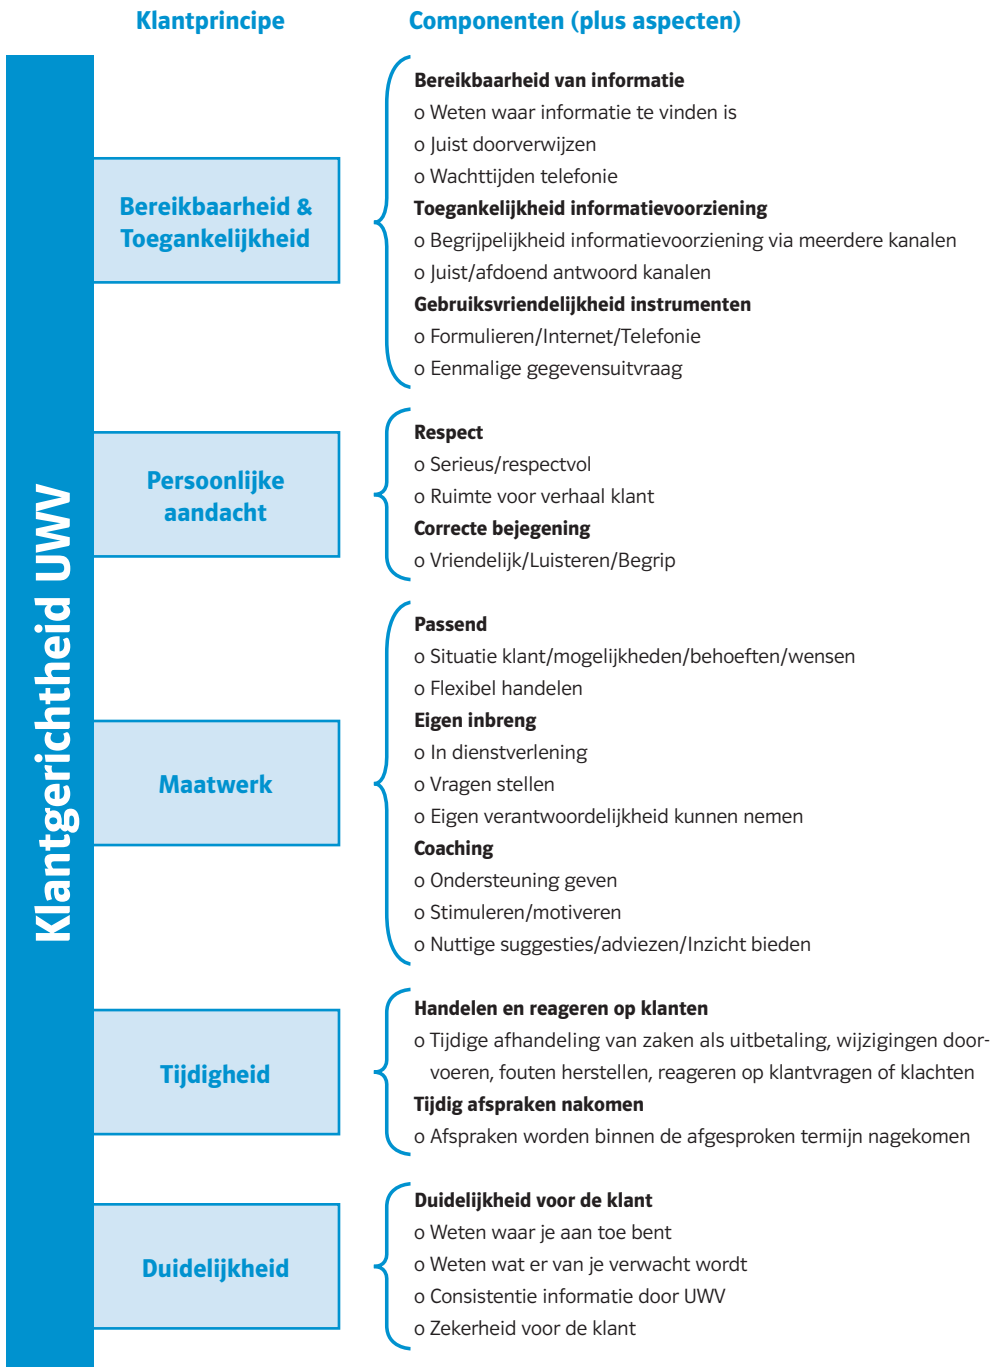 Klantprincipe
Componenten (plus aspecten)
Klantgerichtheid UWV
Bereikbaarheid &
Toegankelijkheid
Bereikbaarheid van informatie
o Weten waar informatie te vinden is
o Juist doorverwijzen
o Wachttijden telefonie
Toegankelijkheid informatievoorziening
o Begrijpelijkheid informatievoorziening via meerdere kanalen
o Juist/afdoend antwoord kanalen
Gebruiksvriendelijkheid instrumenten
o Formulieren/Internet/Telefonie
o Eenmalige gegevensuitvraag
Persoonlijke
aandacht
Respect
o Serieus/respectvol
o Ruimte voor verhaal klant
Correcte bejegening
o Vriendelijk/Luisteren/Begrip
Maatwerk
Passend
o Situatie klant/mogelijkheden/behoeften/wensen
o Flexibel handelen
Eigen inbreng
o In dienstverlening
o Vragen stellen
o Eigen verantwoordelijkheid kunnen nemen
Coaching
o Ondersteuning geven
o Stimuleren/motiveren
o Nuttige suggesties/adviezen/Inzicht bieden
Tijdigheid
Handelen en reageren op klanten
o Tijdige afhandeling van zaken als uitbetaling, wijzigingen door-
voeren, fouten herstellen, reageren op klantvragen of klachten
Tijdig afspraken nakomen
o Afspraken worden binnen de afgesproken termijn nagekomen
Duidelijkheid
Duidelijkheid voor de klant
o Weten waar je aan toe bent
o Weten wat er van je verwacht wordt
o Consistentie informatie door UWV
o Zekerheid voor de klant